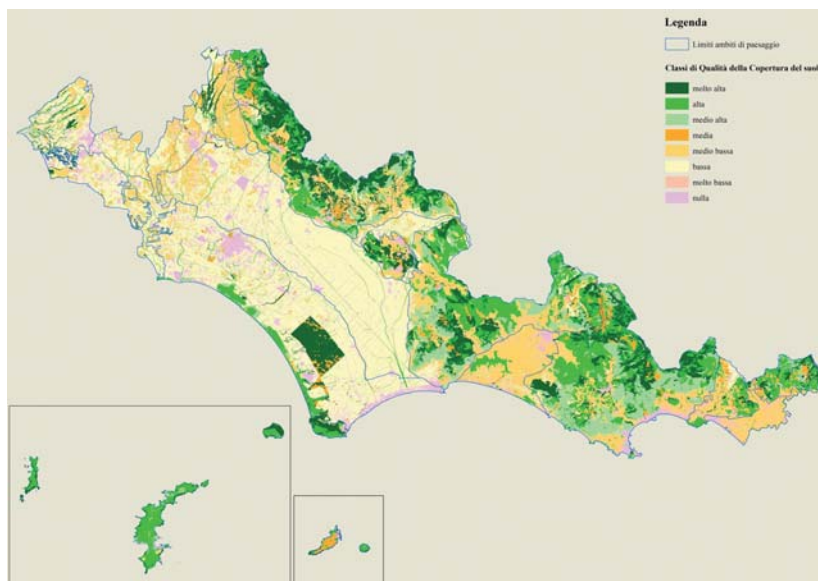 Legenda
Limiti ambiti di paesaggio
Classi di Qualità della Copertura del suol
molto alta
alta
medio alta
media
medio bassa
bassa
molto bassa
nulla